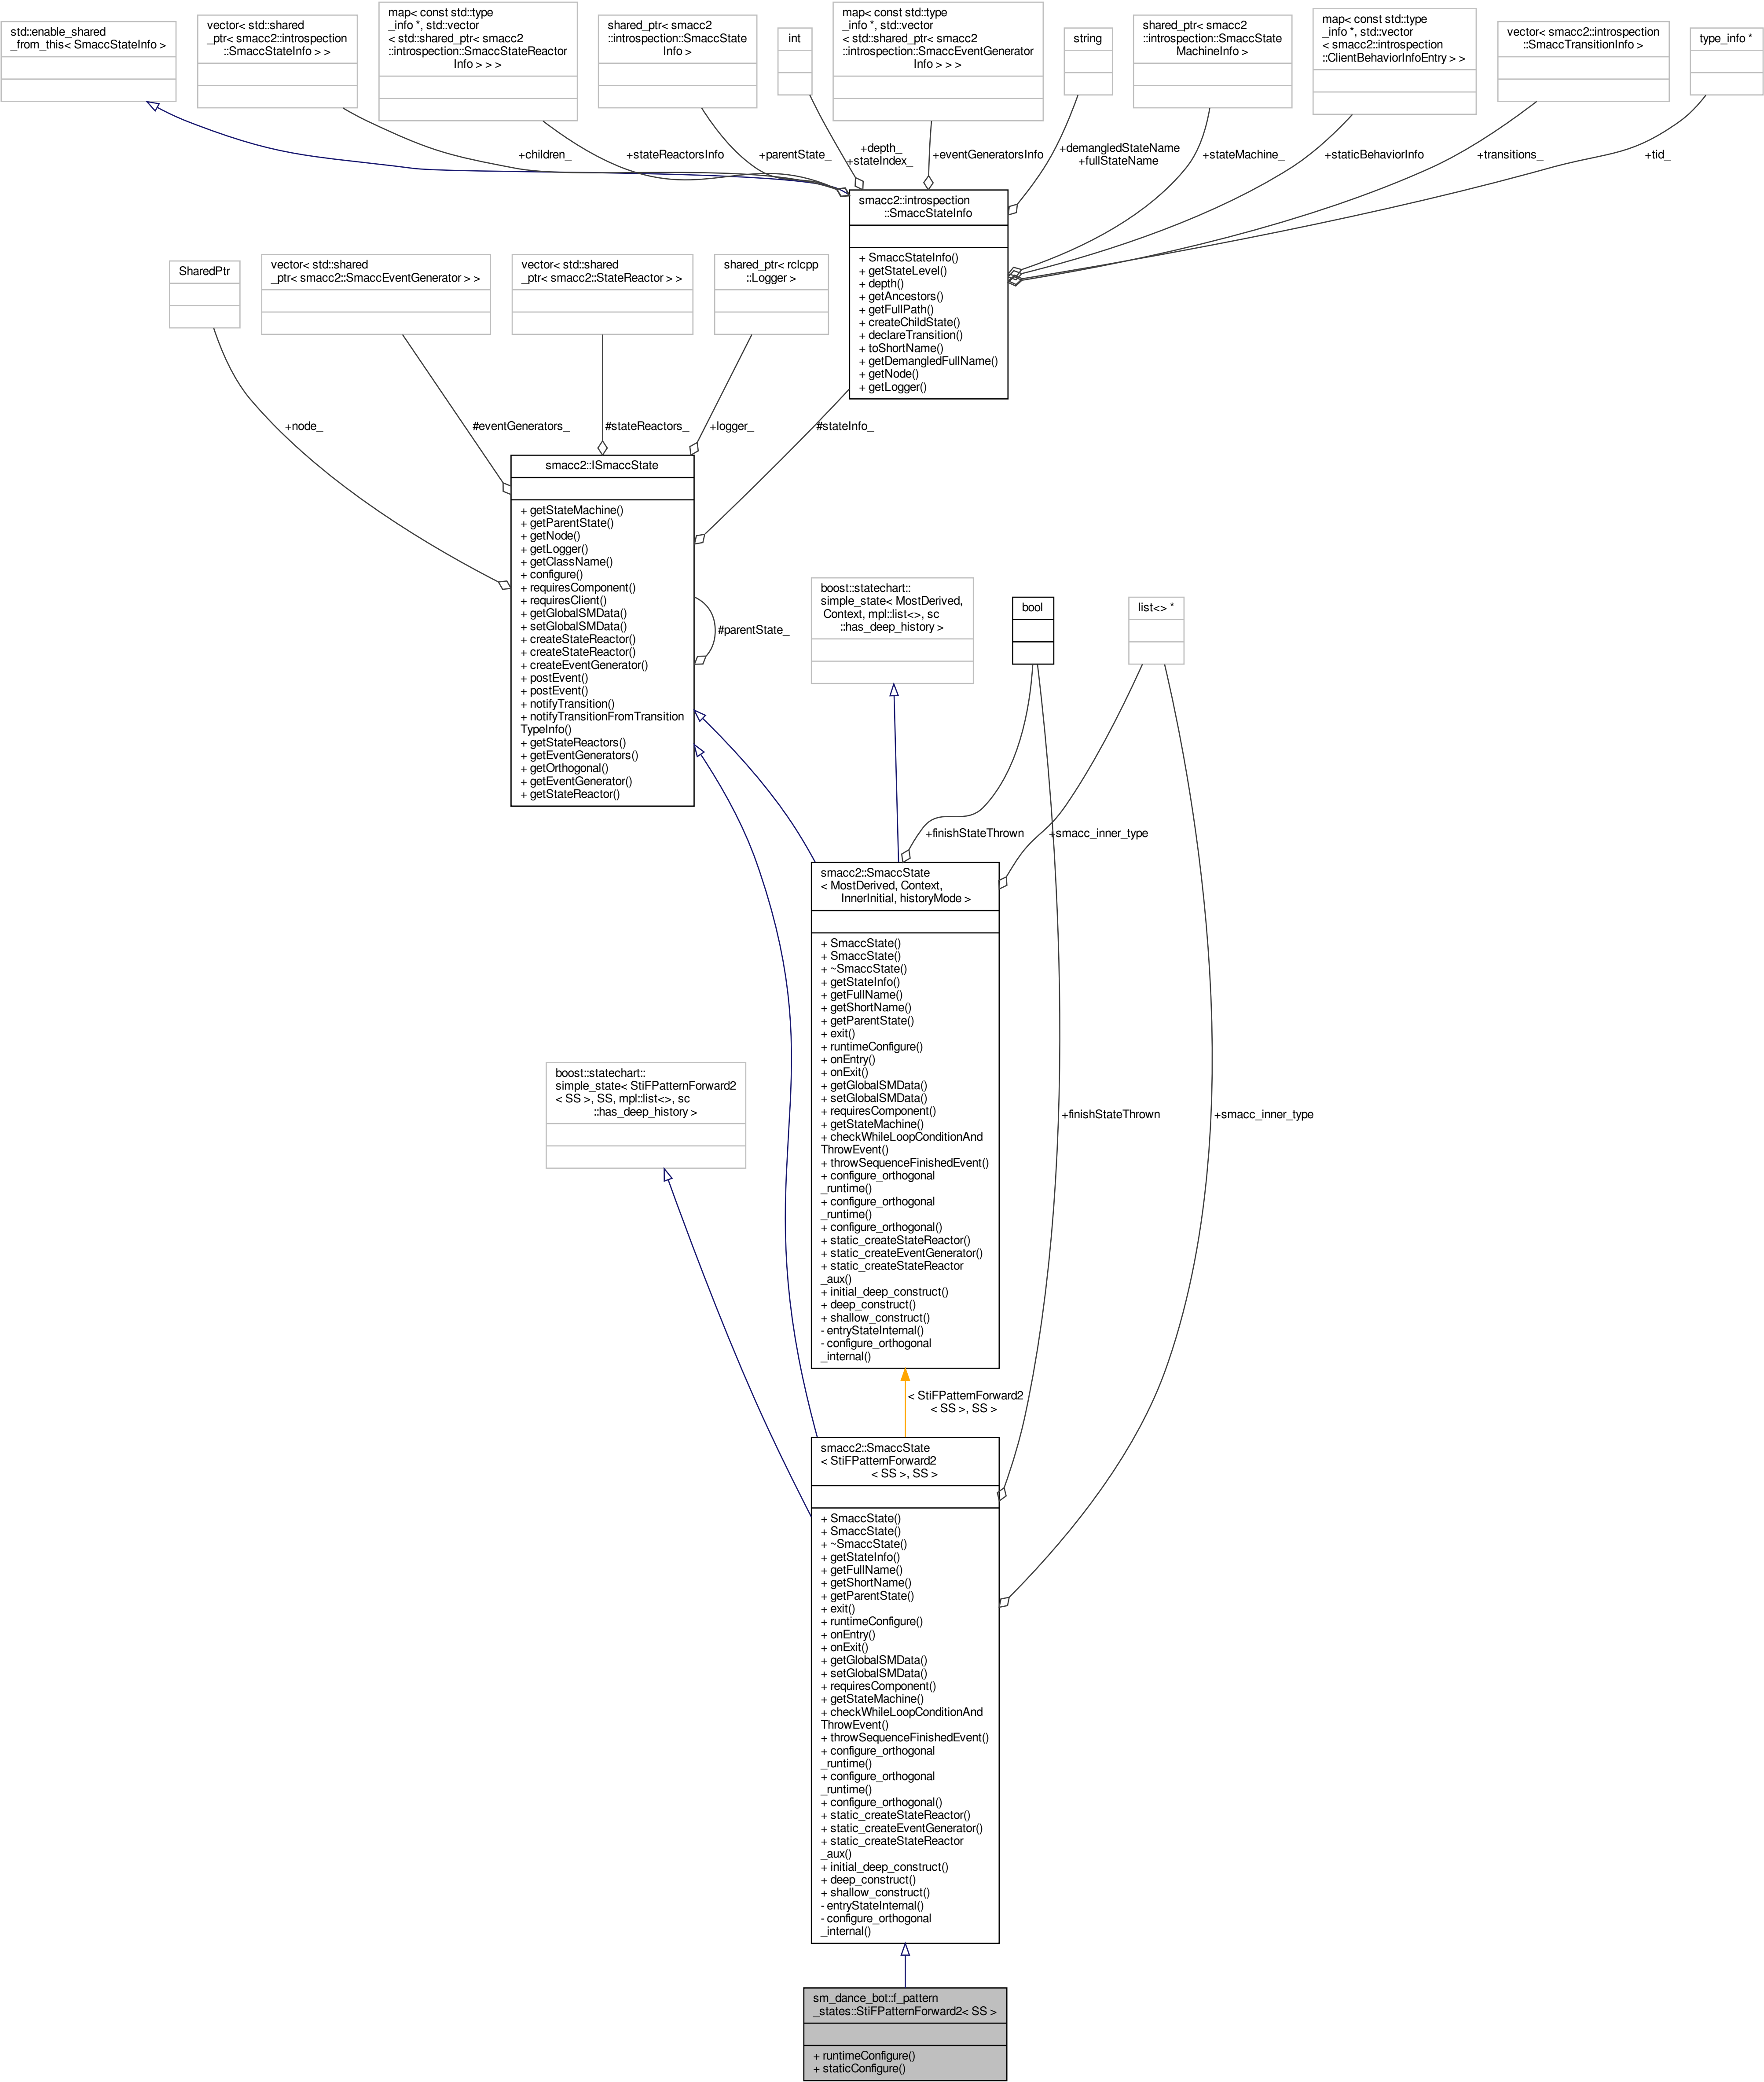 std::enable_shared
_from_this< SmaccStateInfo >
vector< std::shared
_ptr< smacc2::introspection
::SmaccStateInfo > >
map< const std::type
_info *, std::vector
< std::shared_ptr< smacc2
::introspection::SmaccStateReactor
Info > > >
shared_ptr< smacc2
::introspection::SmaccState
Info >
int
map< const std::type
_info *, std::vector
< std::shared_ptr< smacc2
::introspection::SmaccEventGenerator
Info > > >
string
shared_ptr< smacc2
::introspection::SmaccState
MachineInfo >
map< const std::type
_info *, std::vector
< smacc2::introspection
::ClientBehaviorInfoEntry > >
vector< smacc2::introspection
::SmaccTransitionInfo >
type_info *
+children_
+stateReactorsInfo
+parentState_
+depth_
+stateIndex_
+eventGeneratorsInfo
+demangledStateName
+fullStateName
+stateMachine_
+staticBehaviorInfo
+transitions_
+tid_
smacc2::introspection
::SmaccStateInfo
+ SmaccStateInfo()
+ getStateLevel()
+ depth()
+ getAncestors()
+ getFullPath()
+ createChildState()
+ declareTransition()
+ toShortName()
+ getDemangledFullName()
+ getNode()
+ getLogger()
SharedPtr
vector< std::shared
_ptr< smacc2::SmaccEventGenerator > >
vector< std::shared
_ptr< smacc2::StateReactor > >
shared_ptr< rclcpp
::Logger >
+node_
#eventGenerators_
#stateReactors_
+logger_
#stateInfo_
smacc2::ISmaccState
+ getStateMachine()
+ getParentState()
+ getNode()
+ getLogger()
+ getClassName()
+ configure()
+ requiresComponent()
+ requiresClient()
+ getGlobalSMData()
+ setGlobalSMData()
+ createStateReactor()
+ createStateReactor()
+ createEventGenerator()
+ postEvent()
+ postEvent()
+ notifyTransition()
+ notifyTransitionFromTransition
TypeInfo()
+ getStateReactors()
+ getEventGenerators()
+ getOrthogonal()
+ getEventGenerator()
+ getStateReactor()
#parentState_
boost::statechart::
simple_state< MostDerived,
Context, mpl::list<>, sc
::has_deep_history >
bool
list<> *
+finishStateThrown
+smacc_inner_type
smacc2::SmaccState
< MostDerived, Context,
InnerInitial, historyMode >
+ SmaccState()
+ SmaccState()
+ ~SmaccState()
+ getStateInfo()
+ getFullName()
+ getShortName()
+ getParentState()
+ exit()
+ runtimeConfigure()
+ onEntry()
+ onExit()
+ getGlobalSMData()
+ setGlobalSMData()
+ requiresComponent()
+ getStateMachine()
+ checkWhileLoopConditionAnd
ThrowEvent()
+ throwSequenceFinishedEvent()
+ configure_orthogonal
_runtime()
+ configure_orthogonal
_runtime()
+ configure_orthogonal()
+ static_createStateReactor()
+ static_createEventGenerator()
+ static_createStateReactor
_aux()
+ initial_deep_construct()
+ deep_construct()
+ shallow_construct()
- entryStateInternal()
- configure_orthogonal
_internal()
boost::statechart::
simple_state< StiFPatternForward2
< SS >, SS, mpl::list<>, sc
::has_deep_history >
+finishStateThrown
+smacc_inner_type
< StiFPatternForward2
< SS >, SS >
smacc2::SmaccState
< StiFPatternForward2
< SS >, SS >
+ SmaccState()
+ SmaccState()
+ ~SmaccState()
+ getStateInfo()
+ getFullName()
+ getShortName()
+ getParentState()
+ exit()
+ runtimeConfigure()
+ onEntry()
+ onExit()
+ getGlobalSMData()
+ setGlobalSMData()
+ requiresComponent()
+ getStateMachine()
+ checkWhileLoopConditionAnd
ThrowEvent()
+ throwSequenceFinishedEvent()
+ configure_orthogonal
_runtime()
+ configure_orthogonal
_runtime()
+ configure_orthogonal()
+ static_createStateReactor()
+ static_createEventGenerator()
+ static_createStateReactor
_aux()
+ initial_deep_construct()
+ deep_construct()
+ shallow_construct()
- entryStateInternal()
- configure_orthogonal
_internal()
sm_dance_bot::f_pattern
_states::StiFPatternForward2< SS >
+ runtimeConfigure()
+ staticConfigure()